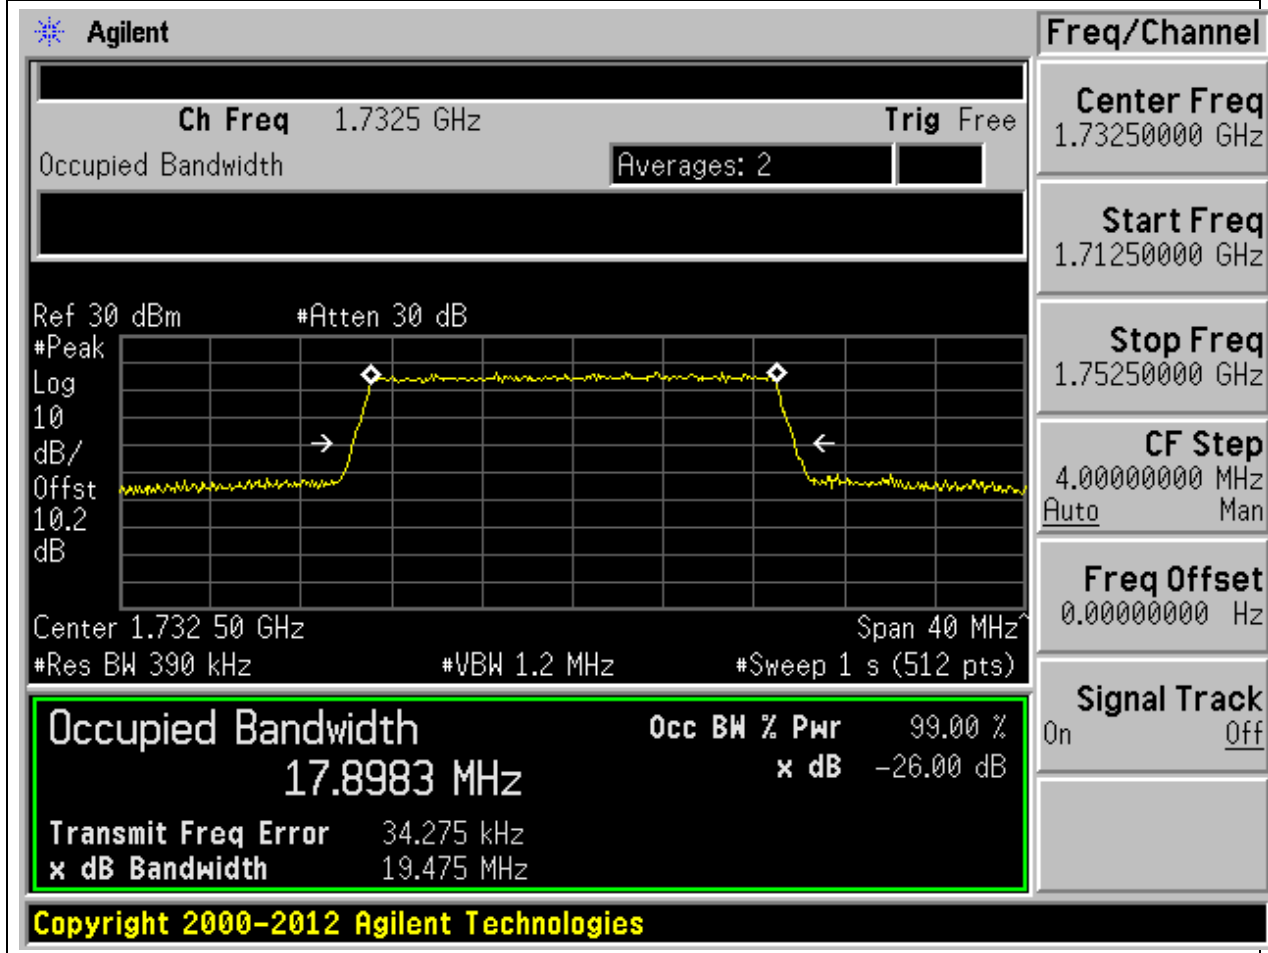 Agilent
Freq/Channel
Ch Freq 1.7325 GHz Trig Free
Occupied Bandwidth Averages: 2
Center Freq
1.73250000 GHz
Start Freq
1.71250000 GHz
Stop Freq
1.75250000 GHz
CF Step
4.00000000 MHz
Auto Man
Freq Offset
0.00000000 Hz
Signal Track
On Off
Ref 30 dBm #Atten 30 dB
#Peak
Log
10
dB/
Offst
10.2
dB
Center 1.732 50 GHz Span 40 MHz^
#Res BW 390 kHz #VBW 1.2 MHz #Sweep 1 s (512 pts)
Occupied Bandwidth Occ BW % Pwr 99.00 %
17.8983 MHz x dB -26.00 dB
Transmit Freq Error 34.275 kHz
x dB Bandwidth 19.475 MHz
Copyright 2000-2012 Agilent Technologies